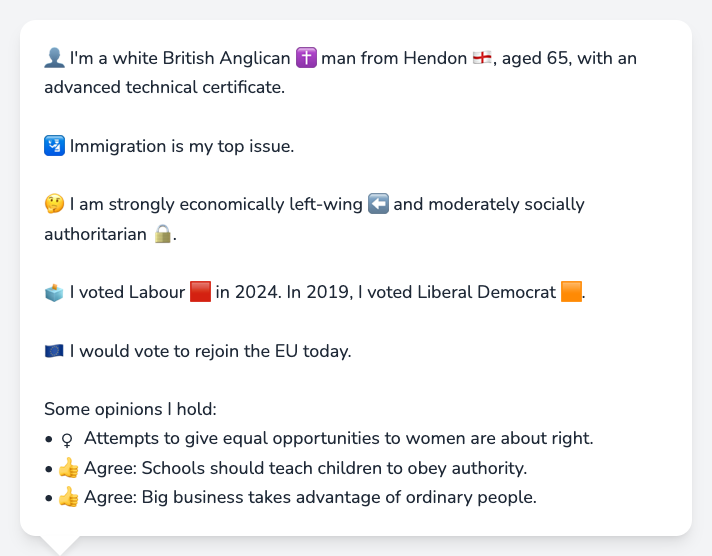 👤 I'm a white British Anglican ✝️ man from Hendon 🏴󠁧󠁢󠁥󠁮󠁧󠁿, aged 65, with an
advanced technical certificate.
🛂 Immigration is my top issue.
🤔 I am strongly economically left-wing ⬅️ and moderately socially
authoritarian 🔒.
🗳️ I voted Labour 🟥 in 2024. In 2019, I voted Liberal Democrat 🟧.
🇪🇺 I would vote to rejoin the EU today.
Some opinions I hold:
• ♀ Attempts to give equal opportunities to women are about right.
• 👍 Agree: Schools should teach children to obey authority.
• 👍 Agree: Big business takes advantage of ordinary people.